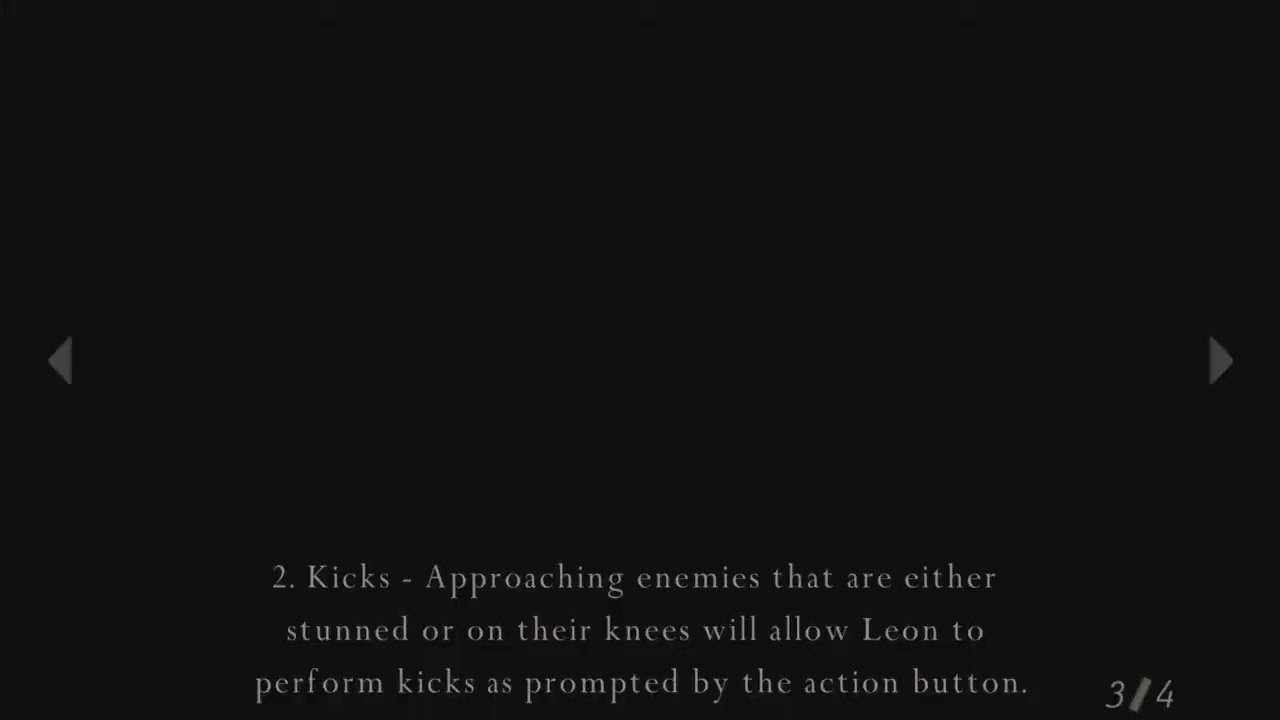 2. Kicks - Approaching enemies that are either
stunned or on their knees will allow Leon to
perform kicks as prompted by the action button.
3/4